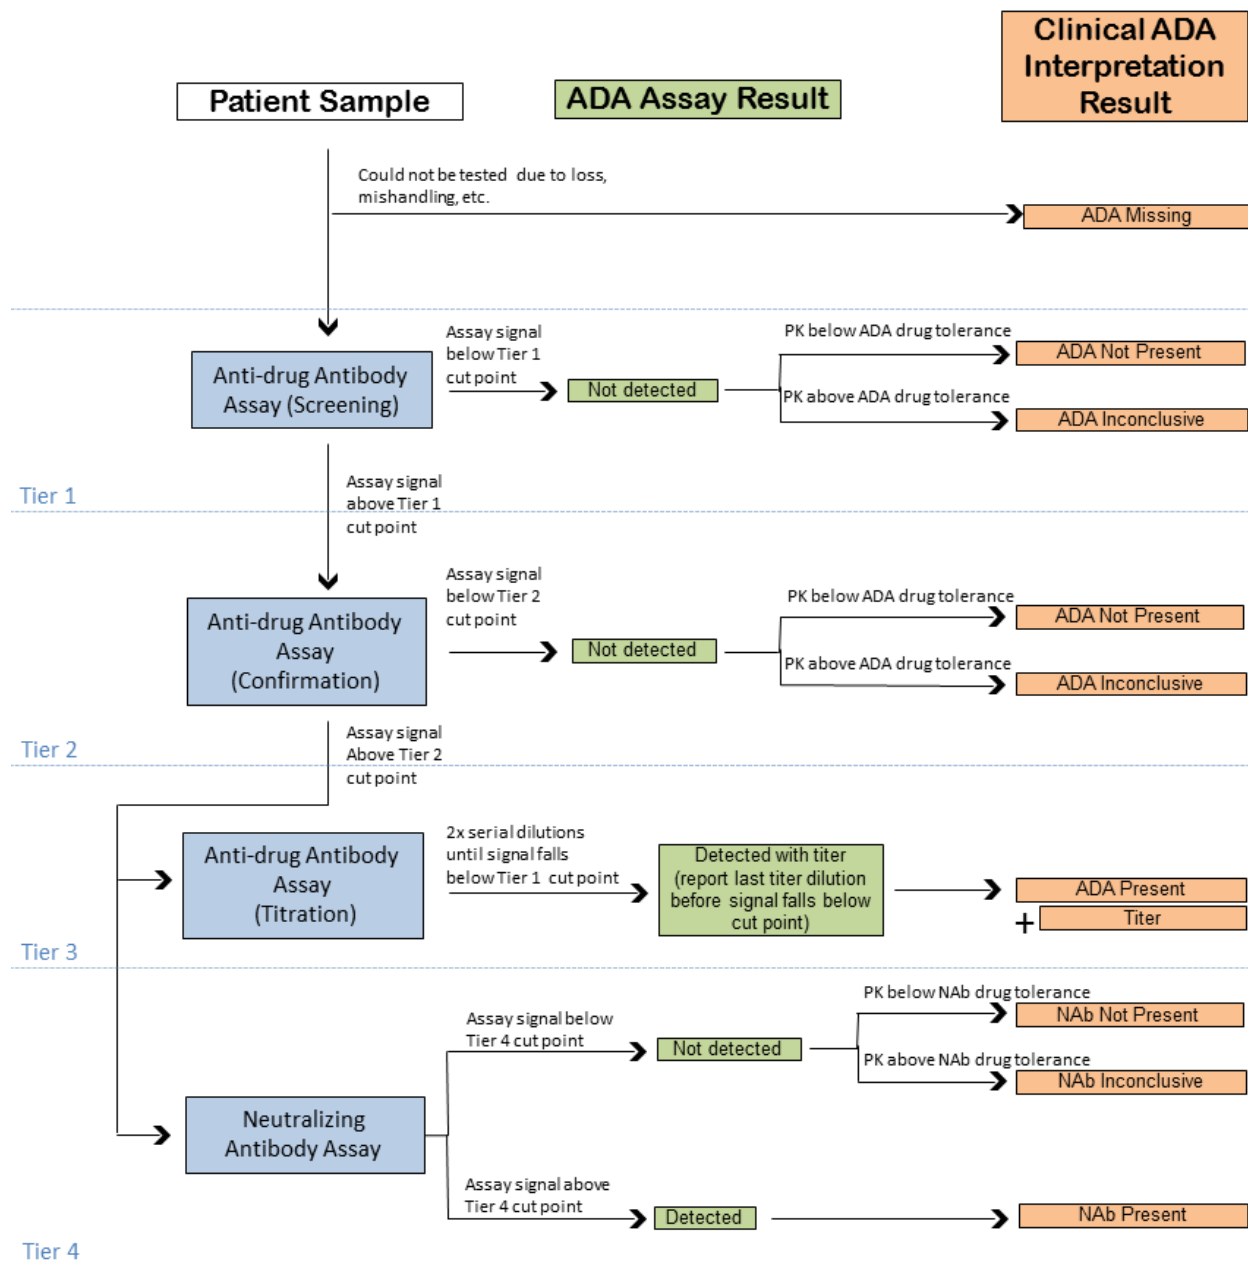 Patient Sample
ADA Assay Result
Clinical ADA
Interpretation
Result
Could not be tested due to loss,
mishandling, etc.
ADA Missing
Assay signal
below Tier 1
cut point
Anti-drug Antibody
Assay (Screening)
Not detected
PK below ADA drug tolerance
ADA Not Present
PK above ADA drug tolerance
ADA Inconclusive
Tier 1
Assay signal
above Tier 1
cut point
Assay signal
below Tier 2
cut point
Anti-drug Antibody
Assay
(Confirmation)
Not detected
PK below ADA drug tolerance
ADA Not Present
PK above ADA drug tolerance
ADA Inconclusive
Tier 2
Assay signal
Above Tier 2
cut point
Anti-drug Antibody
Assay
(Titration)
2x serial dilutions
until signal falls
below Tier 1 cut point
Detected with titer
(report last titer dilution
before signal falls below
cut point)
ADA Present
+ Titer
Tier 3
Neutralizing
Antibody Assay
Assay signal below
Tier 4 cut point
Not detected
PK below NAb drug tolerance
NAb Not Present
PK above NAb drug tolerance
NAb Inconclusive
Assay signal above
Tier 4 cut point
Detected
NAb Present
Tier 4